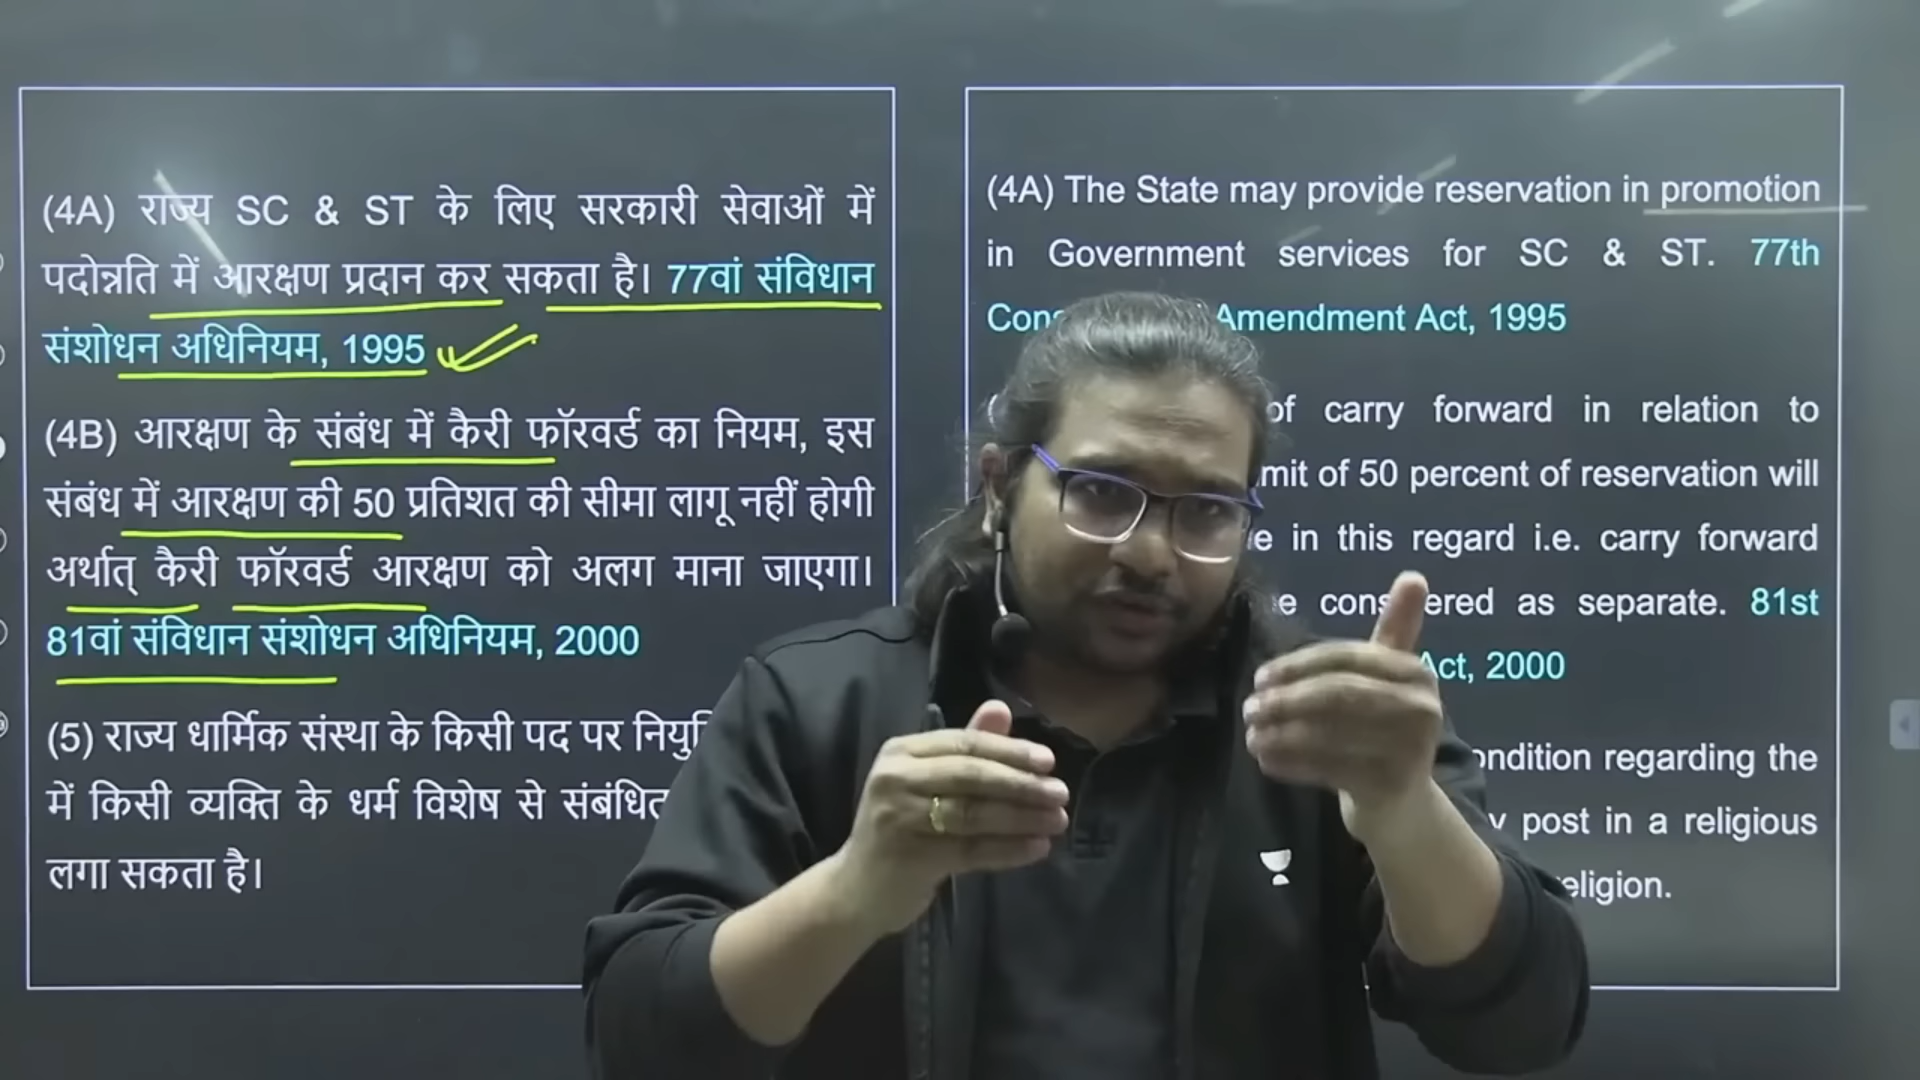 (4A) राज्य SC & ST के लिए सरकारी सेवाओं में
पदोन्नति में आरक्षण प्रदान कर सकता है। 77वां संविधान
संशोधन अधिनियम, 1995
(4B) आरक्षण के संबंध में कैरी फॉरवर्ड का नियम, इस
संबंध में आरक्षण की 50 प्रतिशत की सीमा लागू नहीं होगी
अर्थात् कैरी फॉरवर्ड आरक्षण को अलग माना जाएगा।
81वां संविधान संशोधन अधिनियम, 2000
(5) राज्य धार्मिक संस्था के किसी पद पर
में किसी व्यक्ति के धर्म विशेष से
लगा सकता है।
(4A) The State may provide reservation in promotion
in Government services for SC & ST. 77th
Amendment Act, 1995
of carry forward in relation to
of 50 percent of reservation will
in this regard i.e. carry forward
as separate. 81st
Act, 2000
regarding the
post in a religious